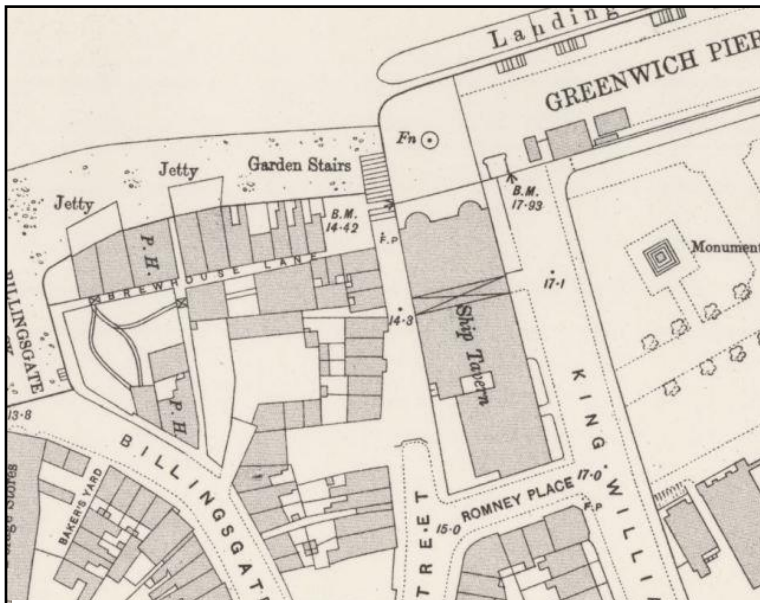 Landing
GREENWICH PIER
Fn
Garden Stairs
Jetty
Jetty
B.M.
17·93
B.M.
14·42
F.P
Monument
P.H.
BREWHOUSE LANE
17·1
14·3
Ship Tavern
BILLINGSGATE
13·8
P.H.
KING WILLI
BILLINGSGATE
BAKER'S YARD
Stores
ROMNEY PLACE
17·0
F.P
15·0
TREET